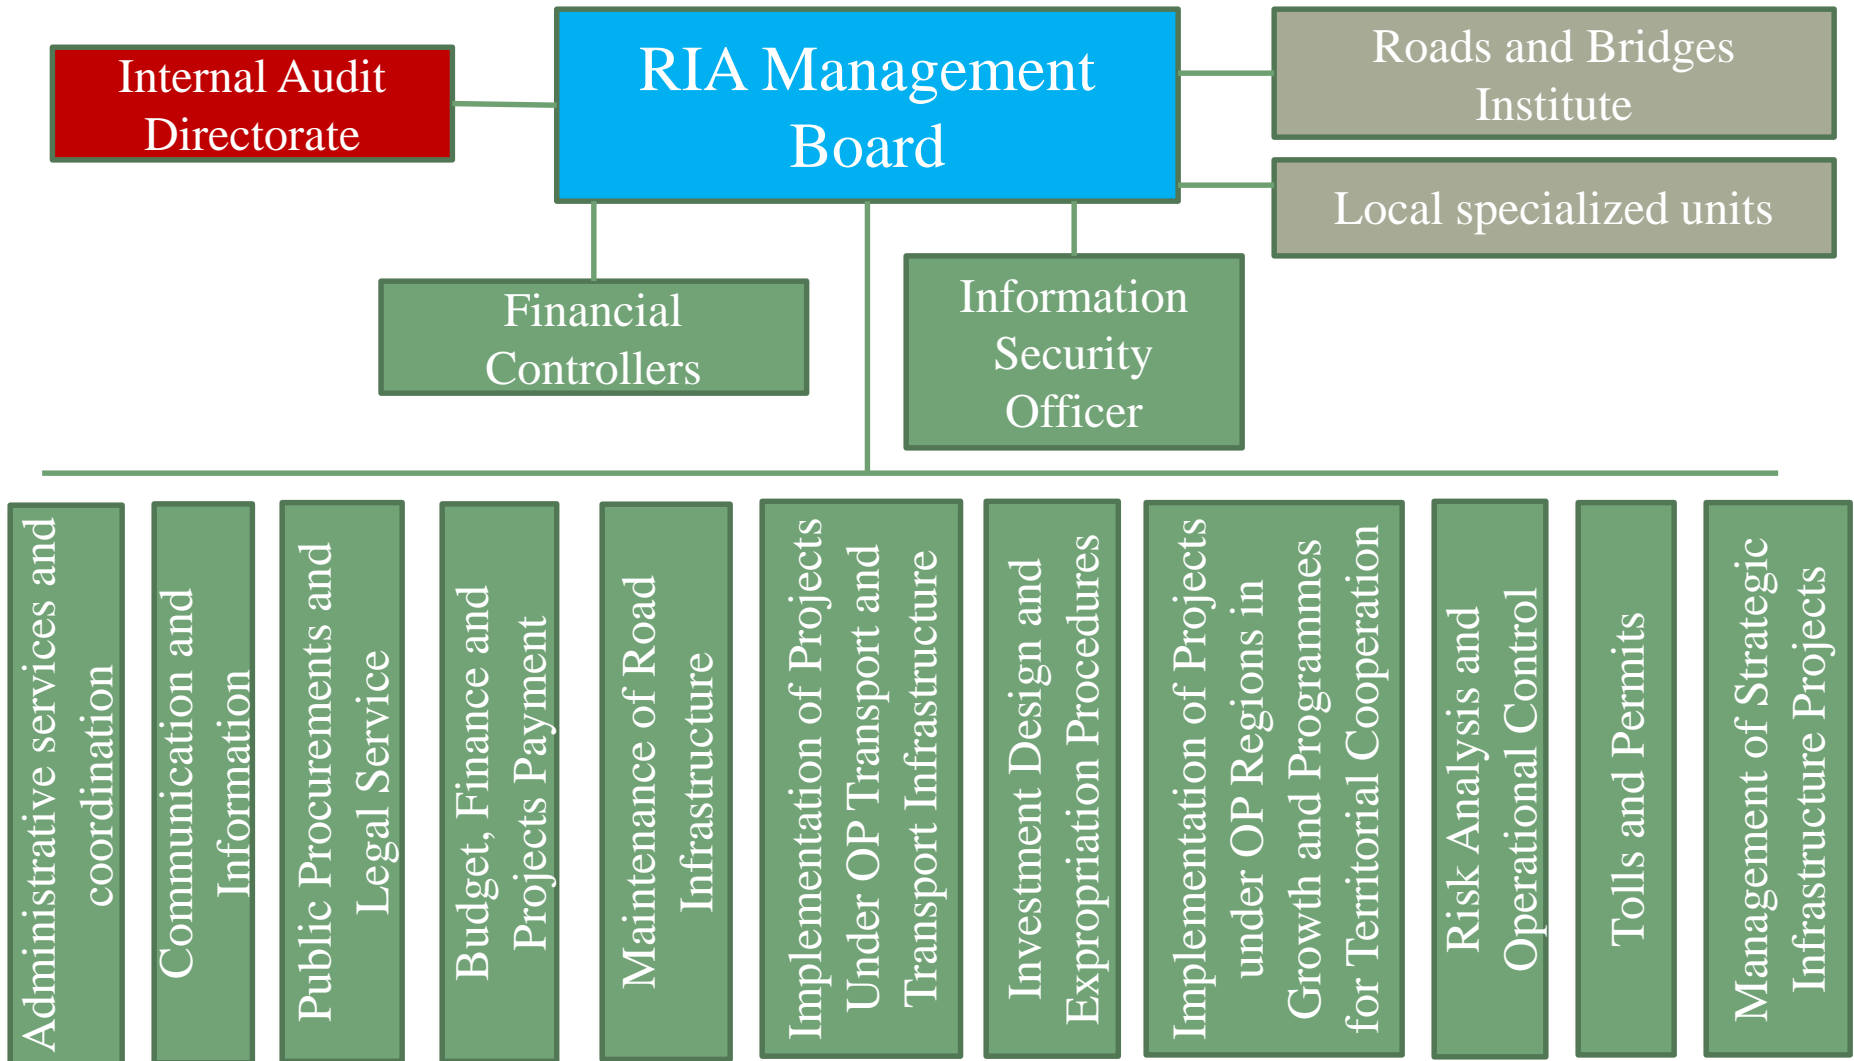 Internal Audit
Directorate
RIA Management
Board
Roads and Bridges
Institute
Local specialized units
Financial
Controllers
Information
Security
Officer
Administrative services and
coordination
Communication and
Information
Public Procurements and
Legal Service
Budget, Finance and
Projects Payment
Maintenance of Road
Infrastructure
Implementation of Projects
Under OP Transport and
Transport Infrastructure
Investment Design and
Expropriation Procedures
Implementation of Projects
under OP Regions in
Growth and Programmes
for Territorial Cooperation
Risk Analysis and
Operational Control
Tolls and Permits
Management of Strategic
Infrastructure Projects